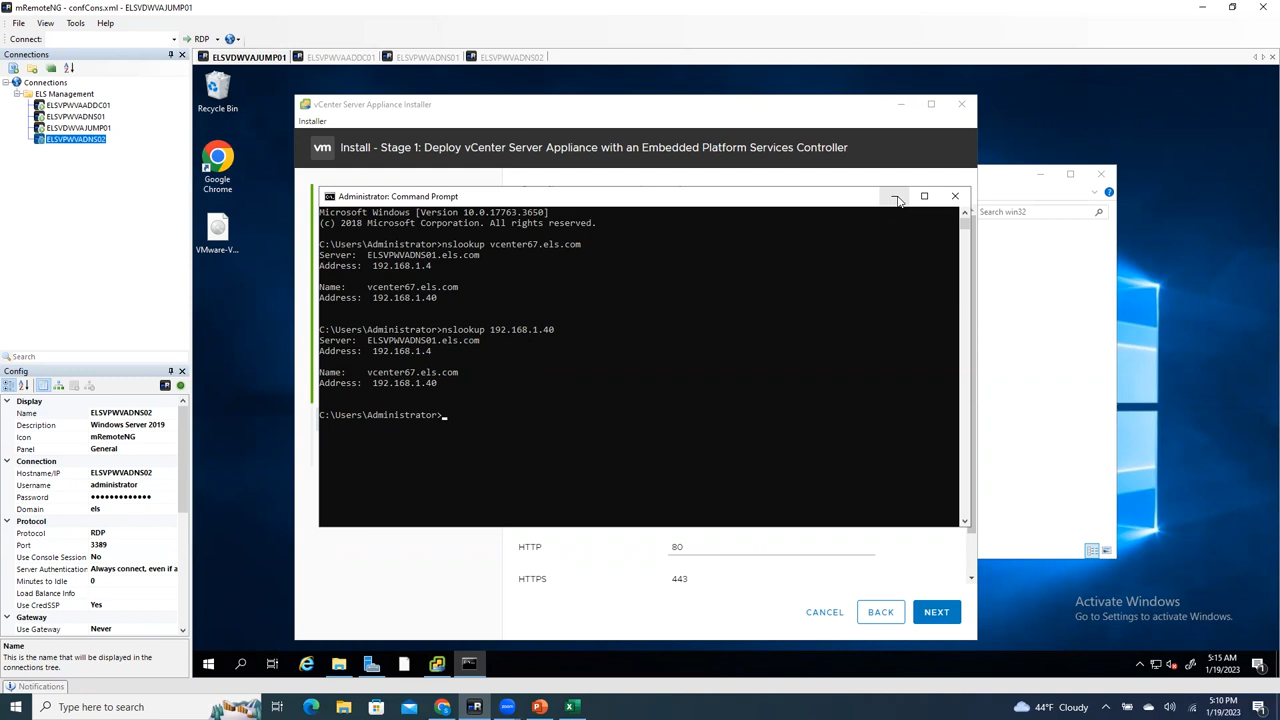 mRemoteNG - confCons.xml - ELSVDWVAJUMP01
File View Tools Help
Connect: RDP
Connections
Connections
ELS Management
ELSVPWVAADDC01
ELSVPWVADNS01
ELSVDWVAJUMP01
ELSVPWVADNS02
Search
Config
Display
Name ELSVPWVADNS02
Description Windows Server 2019
Icon mRemoteNG
Panel General
Connection
Hostname/IP ELSVPWVADNS02
Username administrator
Password •••••••••••••
Domain els
Protocol
Protocol RDP
Port 3389
Use Console Session No
Server Authentication Always connect, even if a
Minutes to Idle 0
Load Balance Info
Use CredSSP Yes
Gateway
Use Gateway Never
Name
This is the name that will be displayed in the
connections tree.
Notifications
ELSVDWVAJUMP01 ELSVPWVAADDC01 ELSVPWVADNS01 ELSVPWVADNS02
Recycle Bin
Google
Chrome
VMware-V...
vCenter Server Appliance Installer
Installer
vm Install - Stage 1: Deploy vCenter Server Appliance with an Embedded Platform Services Controller
Administrator: Command Prompt
Microsoft Windows [Version 10.0.17763.3650]
(c) 2018 Microsoft Corporation. All rights reserved.
C:\Users\Administrator>nslookup vcenter67.els.com
Server: ELSVPWVADNS01.els.com
Address: 192.168.1.4
Name: vcenter67.els.com
Address: 192.168.1.40
C:\Users\Administrator>nslookup 192.168.1.40
Server: ELSVPWVADNS01.els.com
Address: 192.168.1.4
Name: vcenter67.els.com
Address: 192.168.1.40
C:\Users\Administrator>_
HTTP 80
HTTPS 443
CANCEL BACK NEXT
Search win32
Activate Windows
Go to Settings to activate Windows.
5:15 AM
1/19/2023
Type here to search
44°F Cloudy
5:10 PM
1/19/2023